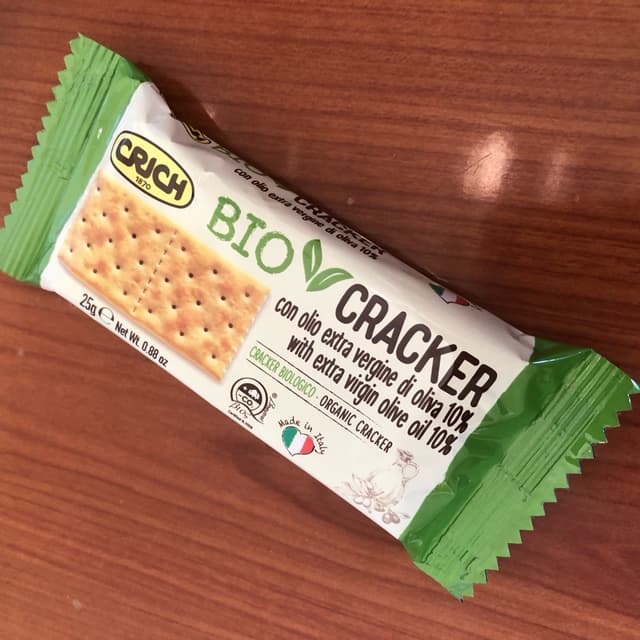 CRICH
1870
BIO
CRACKER
con olio extra vergine di oliva 10%
with extra virgin olive oil 10%
CRACKER BIOLOGICO - ORGANIC CRACKER
25g ℮ Net Wt. 0.88 oz
Made in Italy
CRACKER
con olio extra vergine di oliva 10%